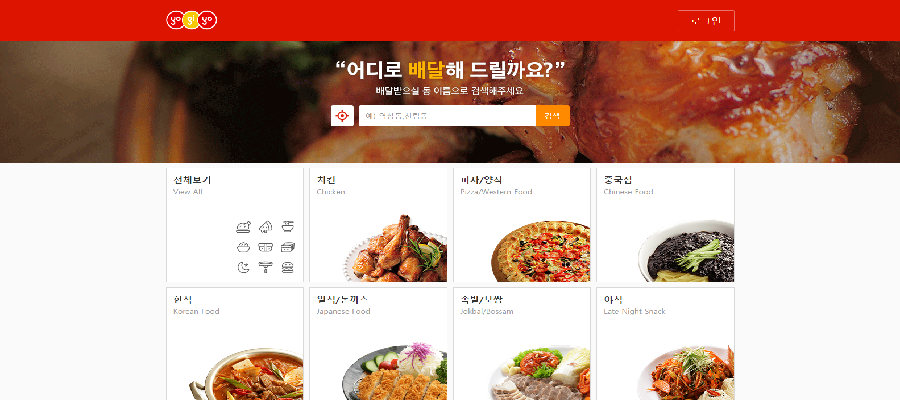 yo gi yo
로그인
“어디로 배달해 드릴까요?”
배달받으실 동 이름으로 검색해주세요
예) 역삼동,신림동
검색
전체보기
View All
치킨
Chicken
피자/양식
Pizza/Western Food
중국집
Chinese Food
한식
Korean Food
일식/돈까스
Japanese Food
족발/보쌈
Jokbal/Bossam
야식
Late Night Snack